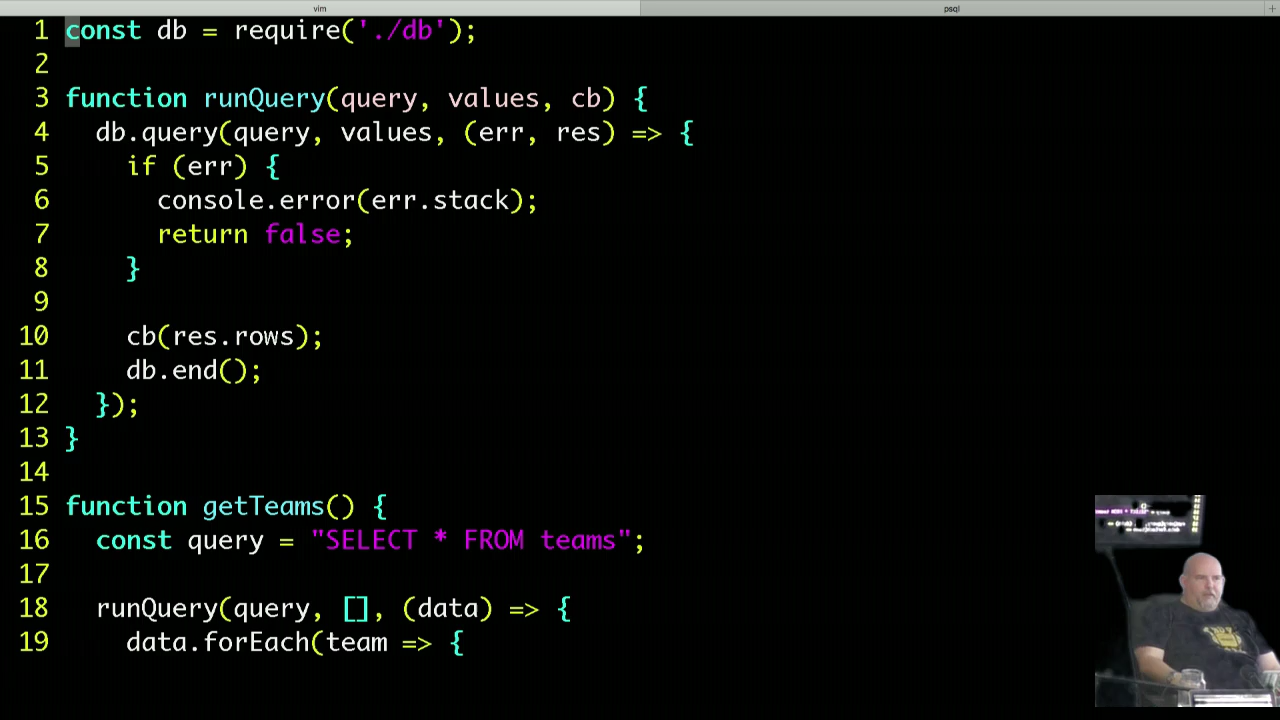 vim psql +
1 const db = require('./db');
2
3 function runQuery(query, values, cb) {
4 db.query(query, values, (err, res) => {
5 if (err) {
6 console.error(err.stack);
7 return false;
8 }
9
10 cb(res.rows);
11 db.end();
12 });
13 }
14
15 function getTeams() {
16 const query = "SELECT * FROM teams";
17
18 runQuery(query, [], (data) => {
19 data.forEach(team => {